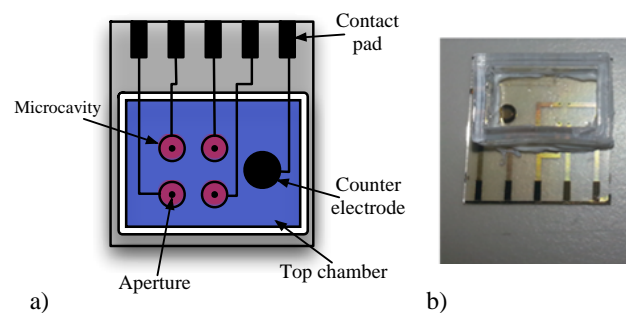 Contact
pad
Microcavity
Counter
electrode
Top chamber
Aperture
a)
b)